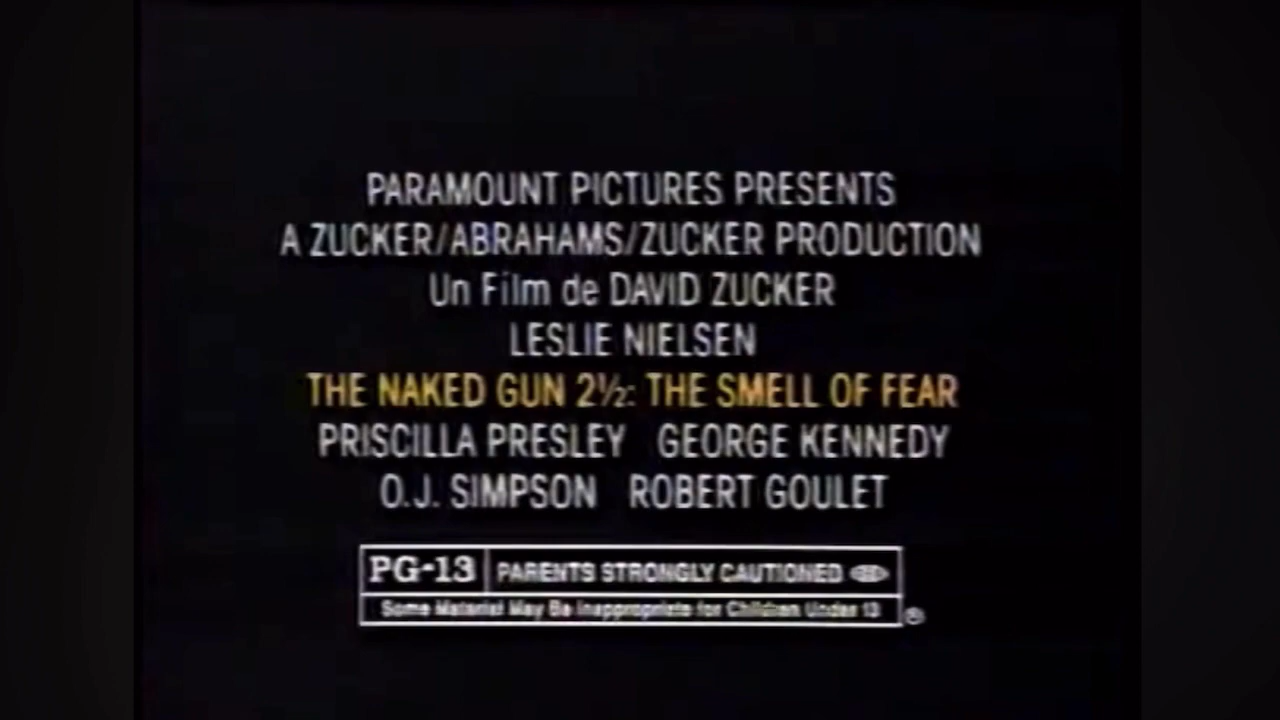 PARAMOUNT PICTURES PRESENTS
A ZUCKER/ABRAHAMS/ZUCKER PRODUCTION
Un Film de DAVID ZUCKER
LESLIE NIELSEN
THE NAKED GUN 2½: THE SMELL OF FEAR
PRISCILLA PRESLEY GEORGE KENNEDY
O.J. SIMPSON ROBERT GOULET
PG-13 PARENTS STRONGLY CAUTIONED
Some Material May Be Inappropriate for Children Under 13 ®